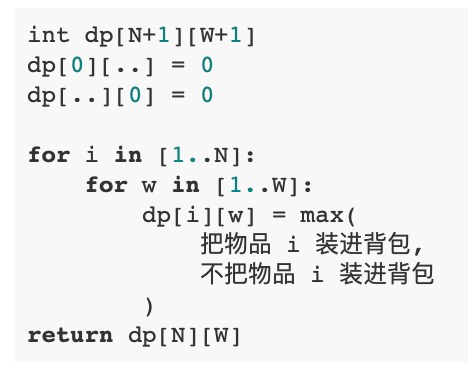 int dp[N+1][W+1]
dp[0][..] = 0
dp[..][0] = 0

for i in [1..N]:
    for w in [1..W]:
        dp[i][w] = max(
            把物品 i 装进背包,
            不把物品 i 装进背包
        )
return dp[N][W]